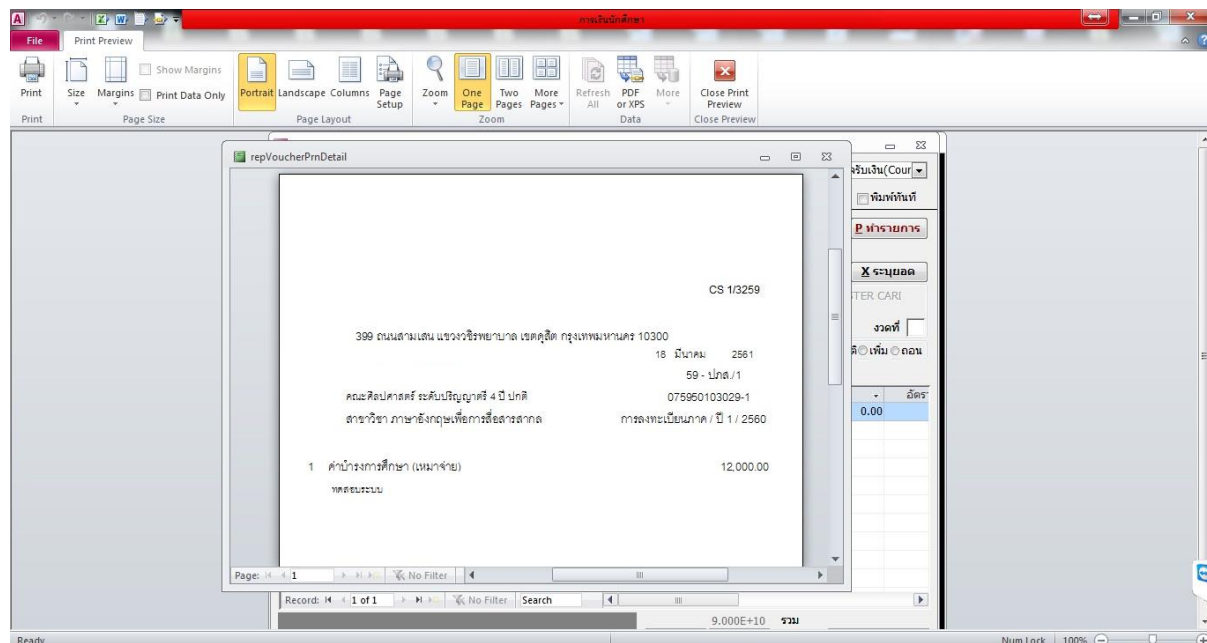 A
การเงินนักศึกษา
File Print Preview
Print
Size
Margins
Show Margins
Print Data Only
Portrait
Landscape
Columns
Page Setup
Zoom
One Page
Two Pages
More Pages
Refresh All
PDF or XPS
More
Close Print Preview
Print Page Size Page Layout Zoom Data Close Preview
repVoucherPrnDetail
รับเงิน(Cour
พิมพ์ทันที
P ทำรายการ
X ระบุยอด
TER CARI
งวดที่
เพิ่ม ถอน
อัตร
0.00
CS 1/3259
399 ถนนสามเสน แขวงวชิรพยาบาล เขตดุสิต กรุงเทพมหานคร 10300
18 มีนาคม 2561
59 - ปภส./1
คณะศิลปศาสตร์ ระดับปริญญาตรี 4 ปี ปกติ 075950103029-1
สาขาวิชา ภาษาอังกฤษเพื่อการสื่อสารสากล การลงทะเบียนภาค / ปี 1 / 2560
1 ค่าบำรุงการศึกษา (เหมาจ่าย) 12,000.00
ทดสอบระบบ
Page: 1 No Filter
Record: 1 of 1 No Filter Search
9.000E+10 รวม
Ready Num Lock 100%